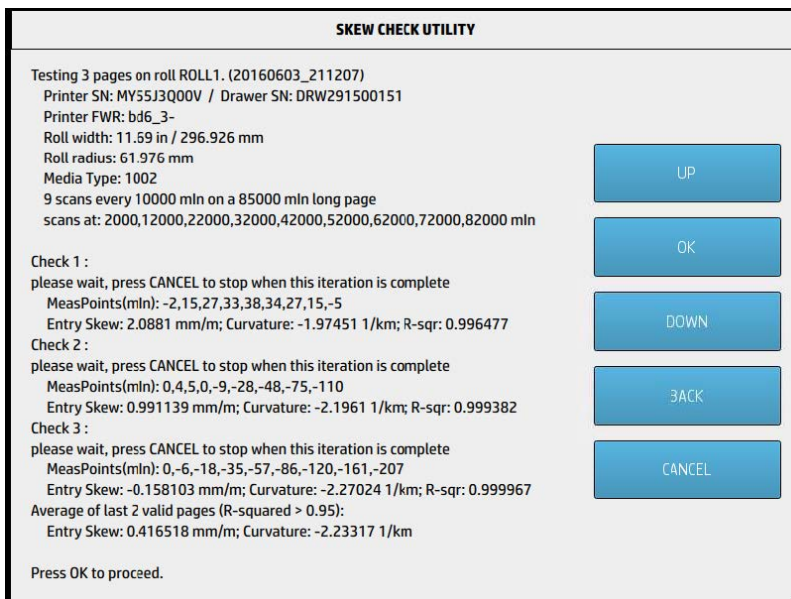 SKEW CHECK UTILITY
Testing 3 pages on roll ROLL1. (20160603_211207)
Printer SN: MY55J3Q00V / Drawer SN: DRW291500151
Printer FWR: bd6_3-
Roll width: 11.69 in / 296.926 mm
Roll radius: 61.976 mm
Media Type: 1002
9 scans every 10000 mIn on a 85000 mIn long page
scans at: 2000,12000,22000,32000,42000,52000,62000,72000,82000 mIn
Check 1 :
please wait, press CANCEL to stop when this iteration is complete
MeasPoints(mIn): -2,15,27,33,38,34,27,15,-5
Entry Skew: 2.0881 mm/m; Curvature: -1.97451 1/km; R-sqr: 0.996477
Check 2 :
please wait, press CANCEL to stop when this iteration is complete
MeasPoints(mIn): 0,4,5,0,-9,-28,-48,-75,-110
Entry Skew: 0.991139 mm/m; Curvature: -2.1961 1/km; R-sqr: 0.999382
Check 3 :
please wait, press CANCEL to stop when this iteration is complete
MeasPoints(mIn): 0,-6,-18,-35,-57,-86,-120,-161,-207
Entry Skew: -0.158103 mm/m; Curvature: -2.27024 1/km; R-sqr: 0.999967
Average of last 2 valid pages (R-squared > 0.95):
Entry Skew: 0.416518 mm/m; Curvature: -2.23317 1/km
Press OK to proceed.
UP
OK
DOWN
BACK
CANCEL